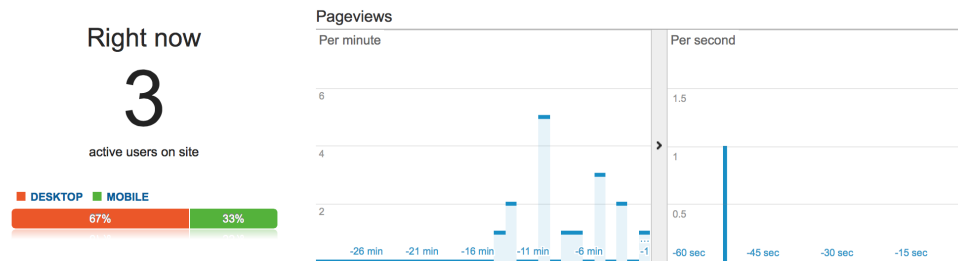 Right now
3
active users on site
DESKTOP MOBILE
67% 33%
Pageviews
Per minute
6
4
2
-26 min -21 min -16 min -11 min -6 min -1
...
Per second
1.5
1
0.5
-60 sec -45 sec -30 sec -15 sec